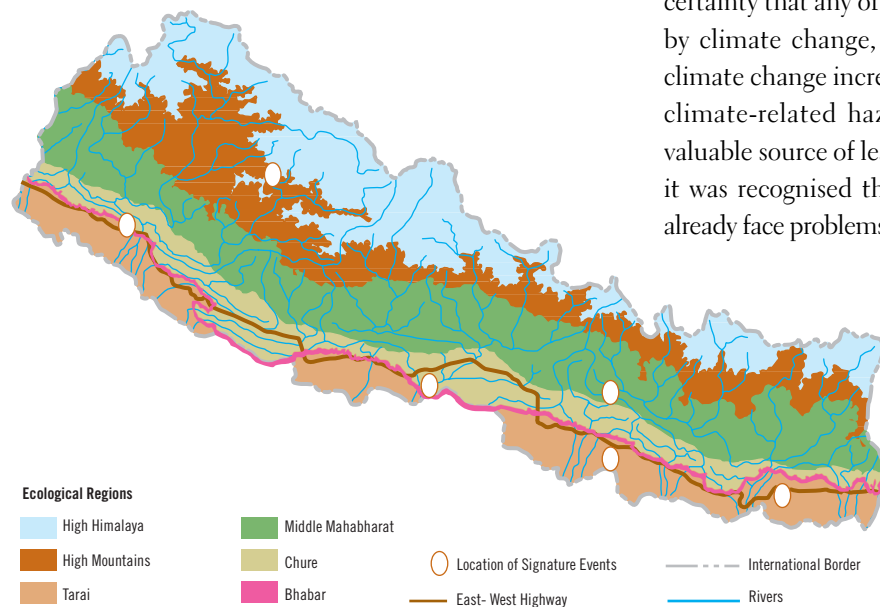 certainty that any of
by climate change,
climate change incre
climate-related haz
valuable source of le
it was recognised th
already face problems
Ecological Regions
High Himalaya
High Mountains
Tarai
Middle Mahabharat
Chure
Bhabar
Location of Signature Events
East- West Highway
International Border
Rivers